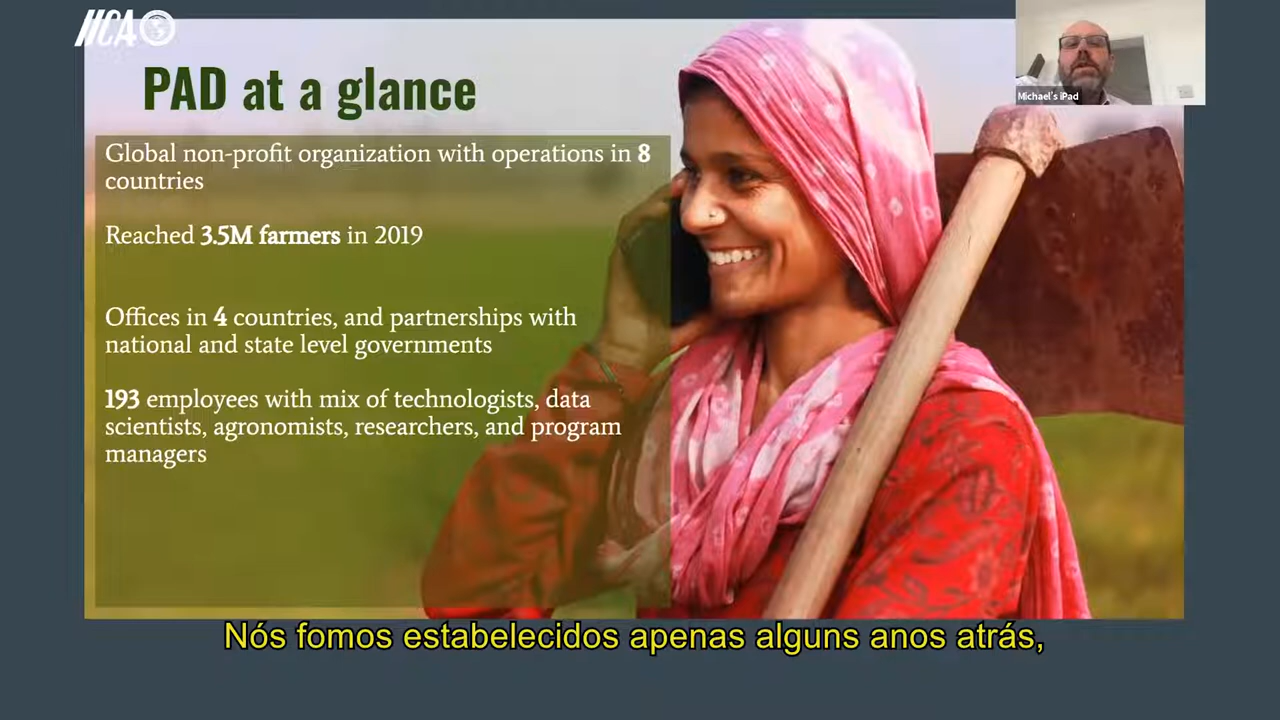 IICA
PAD at a glance
Michael's iPad
Global non-profit organization with operations in 8
countries
Reached 3.5M farmers in 2019
Offices in 4 countries, and partnerships with
national and state level governments
193 employees with mix of technologists, data
scientists, agronomists, researchers, and program
managers
Nós fomos estabelecidos apenas alguns anos atrás,